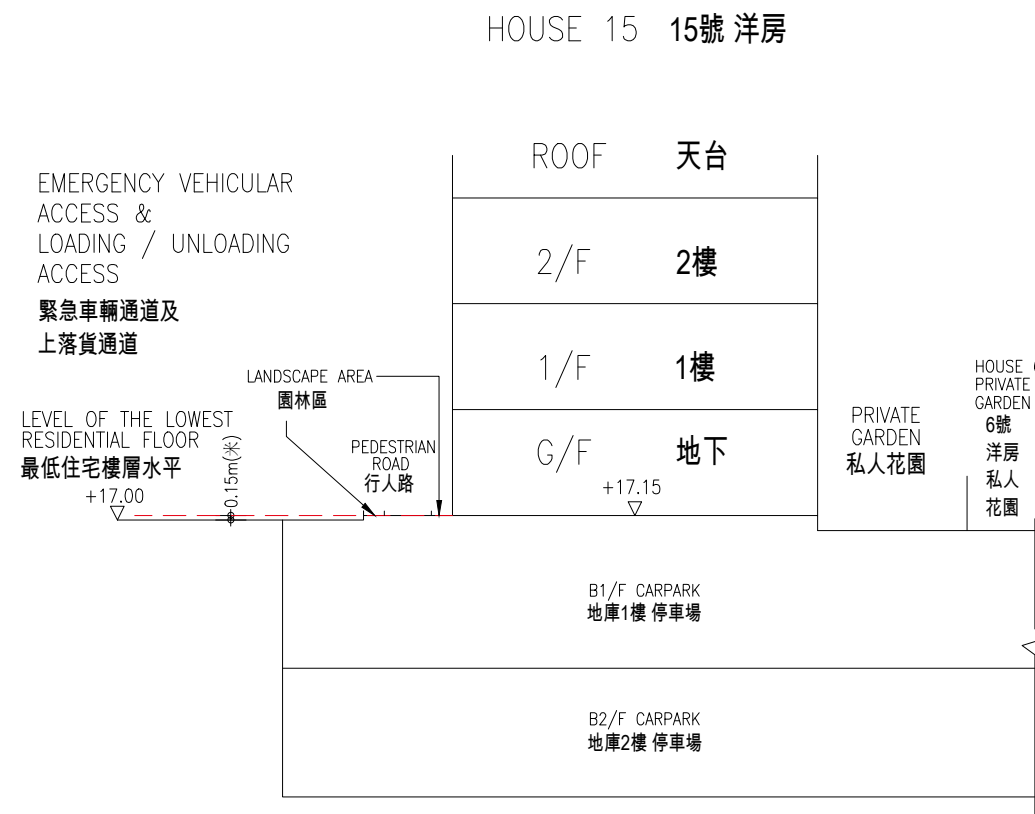 HOUSE 15 15號 洋房
ROOF 天台
EMERGENCY VEHICULAR
ACCESS &
LOADING / UNLOADING
ACCESS
緊急車輛通道及
上落貨通道
2/F 2樓
1/F 1樓
LANDSCAPE AREA
園林區
LEVEL OF THE LOWEST
RESIDENTIAL FLOOR
最低住宅樓層水平
+17.00
0.15m(米)
PEDESTRIAN
ROAD
行人路
G/F 地下
+17.15
PRIVATE
GARDEN
私人花園
HOUSE
PRIVATE
GARDEN
6號
洋房
私人
花園
B1/F CARPARK
地庫1樓 停車場
B2/F CARPARK
地庫2樓 停車場